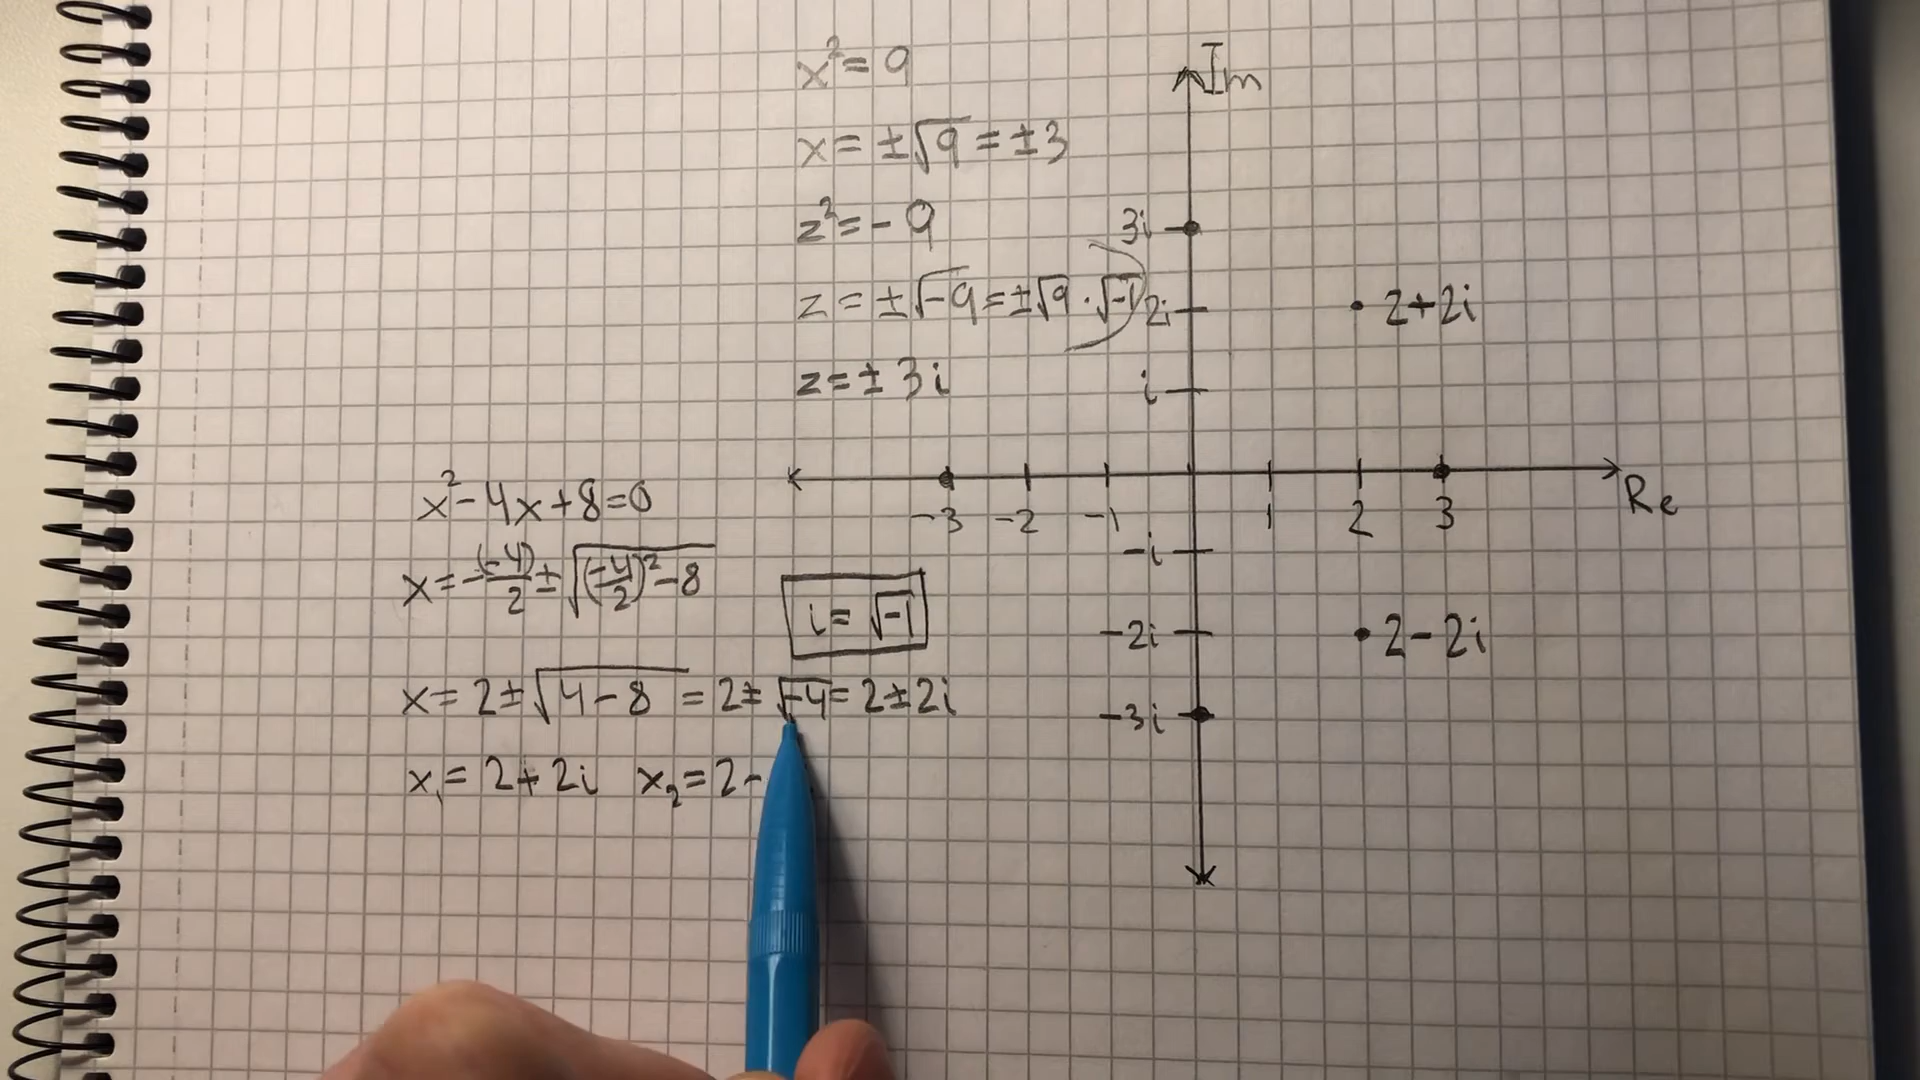 x² = 9
x = ±√9 = ±3
z² = -9
z = ±√-9 = ±√9 · √-1
z = ± 3i
x² - 4x + 8 = 0
x = -(-4)/2 ± √((-4/2)² - 8)
i = √-1
x = 2 ± √4-8 = 2 ± √-4 = 2 ± 2i
x₁ = 2 + 2i x₂ = 2 -
Im
3i
2i
2+2i
i
-3 -2 -1 1 2 3
Re
-i
-2i
2-2i
-3i